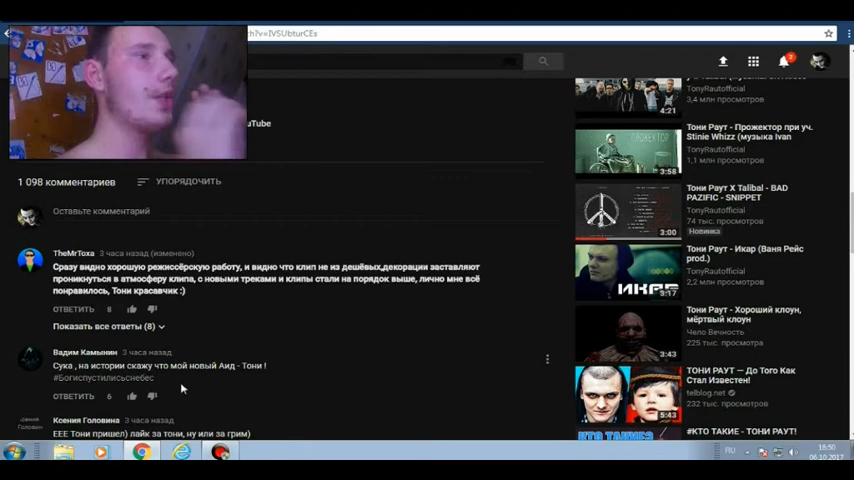 ch?v=IVSUbturCEs
uTube
1 098 комментариев
УПОРЯДОЧИТЬ
Оставьте комментарий
TheMrToxa 3 часа назад (изменено)
Сразу видно хорошую режиссёрскую работу, и видно что клип не из дешёвых,декорации заставляют
проникнуться в атмосферу клипа, с новыми треками и клипы стали на порядок выше, лично мне всё
понравилось, Тони красавчик :)
ОТВЕТИТЬ 8
Показать все ответы (8)
Вадим Камынин 3 часа назад
Сука , на истории скажу что мой новый Аид - Тони !
#Богиспустилисьснебес
ОТВЕТИТЬ 6
Ксения Головина 3 часа назад
ЕЕЕ Тони пришел) лайк за тони, ну или за грим)
2
4:21
TonyRautofficial
3,4 млн просмотров
3:58
Тони Раут - Прожектор при уч.
Stinie Whizz (музыка Ivan
TonyRautofficial
1,1 млн просмотров
3:00
Тони Раут X Talibal - BAD
PAZIFIC - SNIPPET
TonyRautofficial
74 тыс. просмотров
Новинка
ИКАР
3:17
Тони Раут - Икар (Ваня Рейс
prod.)
TonyRautofficial
2,2 млн просмотров
3:43
Тони Раут - Хороший клоун,
мёртвый клоун
Чело Вечность
225 тыс. просмотров
5:43
ТОНИ РАУТ — До Того Как
Стал Известен!
telblog.net
232 тыс. просмотров
#КТО ТАКИЕ - ТОНИ РАУТ!
RU
18:50
06.10.2017